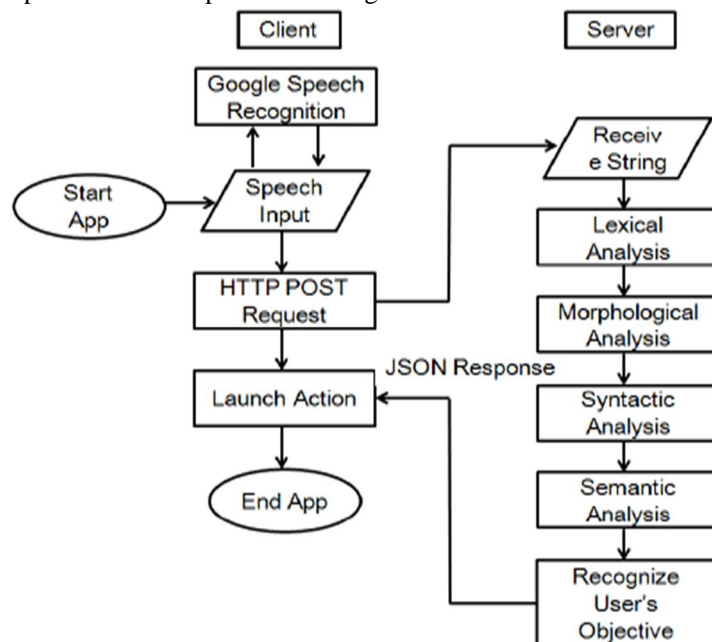 Client
Server
Google Speech
Recognition
Start
App
Speech
Input
HTTP POST
Request
Launch Action
End App
JSON Response
Receiv
e String
Lexical
Analysis
Morphological
Analysis
Syntactic
Analysis
Semantic
Analysis
Recognize
User's
Objective